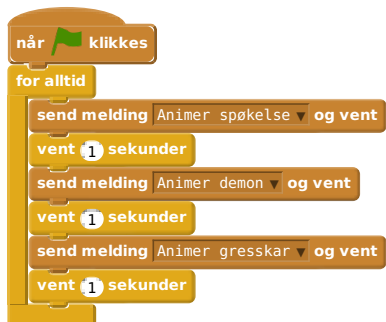 når klikkes
for alltid
send melding Animer spøkelse ▼ og vent
vent 1 sekunder
send melding Animer demon ▼ og vent
vent 1 sekunder
send melding Animer gresskar ▼ og vent
vent 1 sekunder